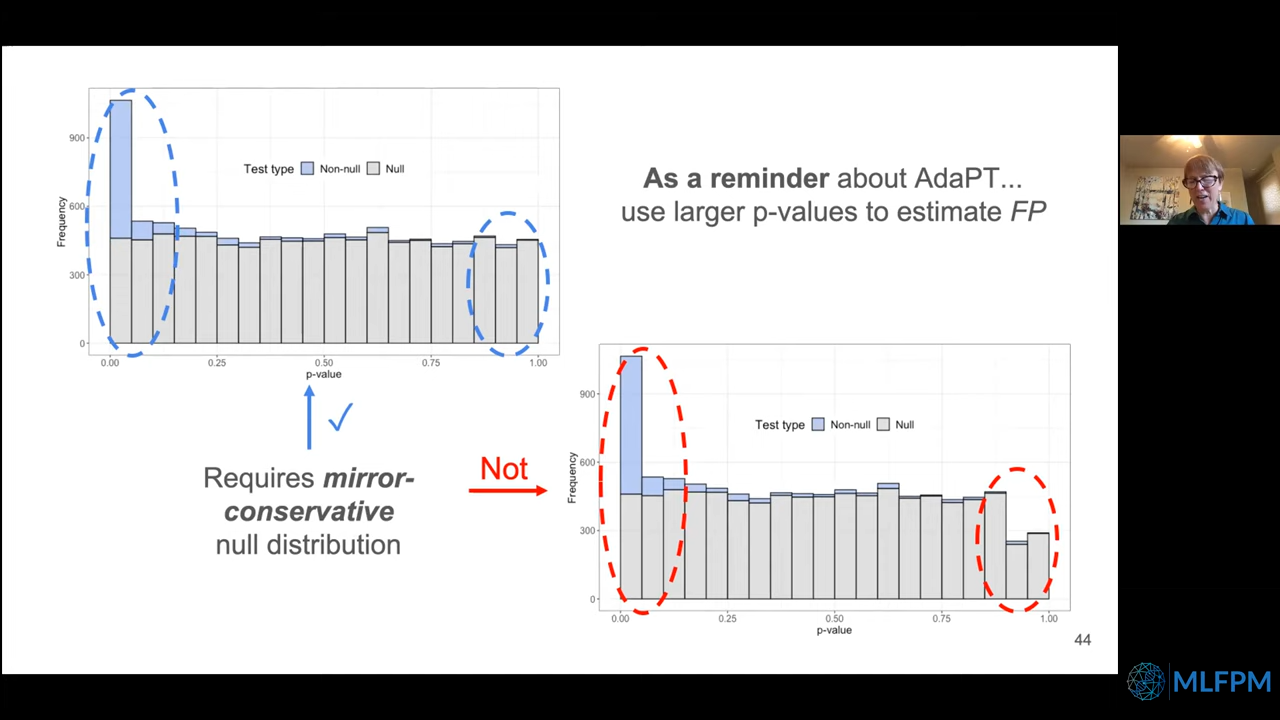 As a reminder about AdaPT...
use larger p-values to estimate FP
900
600
300
0
Frequency
Test type Non-null Null
0.00 0.25 0.50 0.75 1.00
p-value
✓
Requires mirror-
conservative
null distribution
Not
900
600
300
0
Frequency
Test type Non-null Null
0.00 0.25 0.50 0.75 1.00
p-value
44
MLFPM